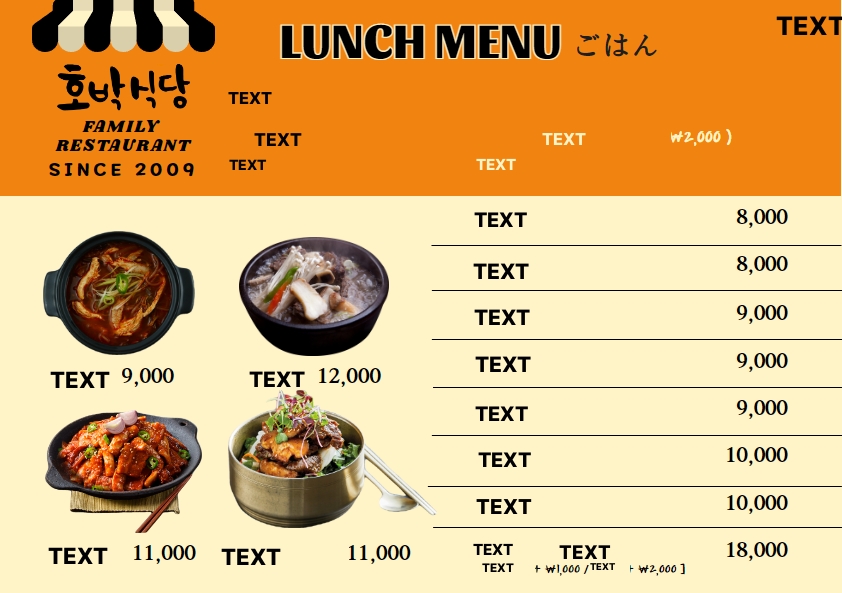 LUNCH MENU ごはん
TEXT
호박식당
FAMILY
RESTAURANT
SINCE 2009
TEXT
TEXT
TEXT
TEXT ₩2,000 )
TEXT
TEXT 8,000
TEXT 8,000
TEXT 9,000
TEXT 9,000
TEXT 9,000
TEXT 10,000
TEXT 10,000
TEXT TEXT 18,000
TEXT + ₩1,000 / TEXT + ₩2,000 ]
TEXT 9,000
TEXT 12,000
TEXT 11,000
TEXT 11,000